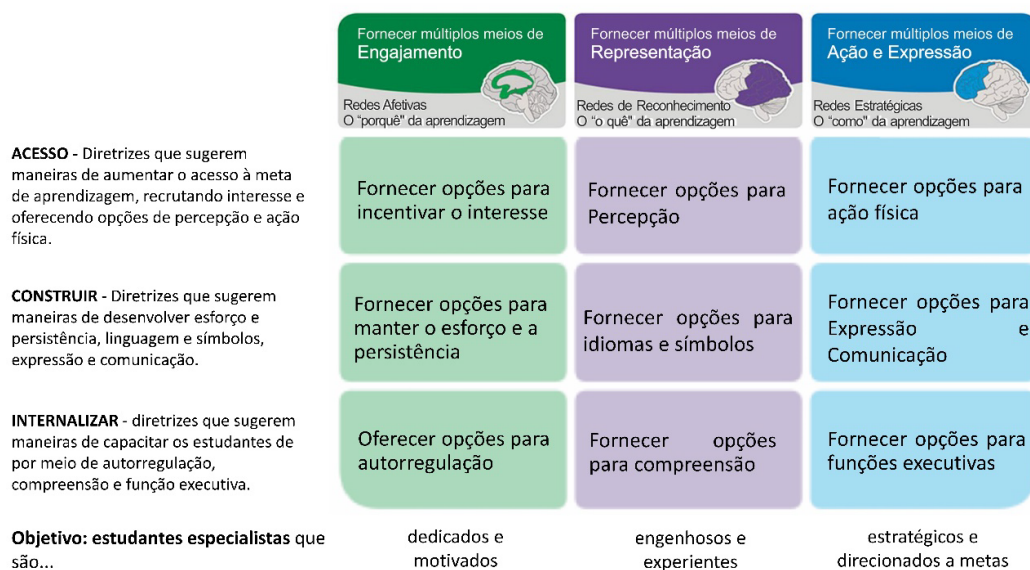 Fornecer múltiplos meios de
Engajamento
Redes Afetivas
O "porquê" da aprendizagem
Fornecer múltiplos meios de
Representação
Redes de Reconhecimento
O "o quê" da aprendizagem
Fornecer múltiplos meios de
Ação e Expressão
Redes Estratégicas
O "como" da aprendizagem
ACESSO - Diretrizes que sugerem
maneiras de aumentar o acesso à meta
de aprendizagem, recrutando interesse e
oferecendo opções de percepção e ação
física.
Fornecer opções para
incentivar o interesse
Fornecer opções para
Percepção
Fornecer opções para
ação física
CONSTRUIR - Diretrizes que sugerem
maneiras de desenvolver esforço e
persistência, linguagem e símbolos,
expressão e comunicação.
Fornecer opções para
manter o esforço e a
persistência
Fornecer opções para
idiomas e símbolos
Fornecer opções para
Expressão e
Comunicação
INTERNALIZAR - diretrizes que sugerem
maneiras de capacitar os estudantes de
por meio de autorregulação,
compreensão e função executiva.
Oferecer opções para
autorregulação
Fornecer opções
para compreensão
Fornecer opções para
funções executivas
Objetivo: estudantes especialistas que
são...
dedicados e
motivados
engenhosos e
experientes
estratégicos e
direcionados a metas